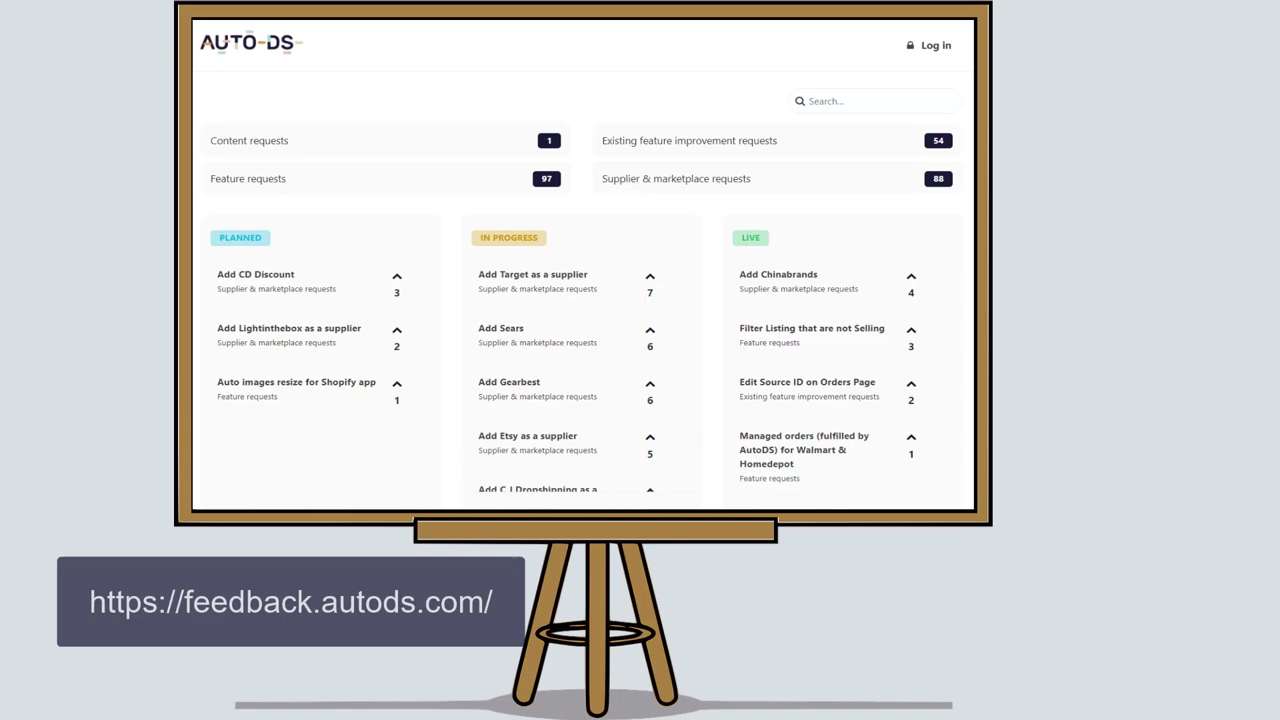 AUTO-DS
Log in
Search...
Content requests 1
Existing feature improvement requests 54
Feature requests 97
Supplier & marketplace requests 88
PLANNED
Add CD Discount
Supplier & marketplace requests
3
Add Lightinthebox as a supplier
Supplier & marketplace requests
2
Auto images resize for Shopify app
Feature requests
1
IN PROGRESS
Add Target as a supplier
Supplier & marketplace requests
7
Add Sears
Supplier & marketplace requests
6
Add Gearbest
Supplier & marketplace requests
6
Add Etsy as a supplier
Supplier & marketplace requests
5
Add CJ Dropshipping as a
LIVE
Add Chinabrands
Supplier & marketplace requests
4
Filter Listing that are not Selling
Feature requests
3
Edit Source ID on Orders Page
Existing feature improvement requests
2
Managed orders (fulfilled by
AutoDS) for Walmart &
Homedepot
Feature requests
1
https://feedback.autods.com/